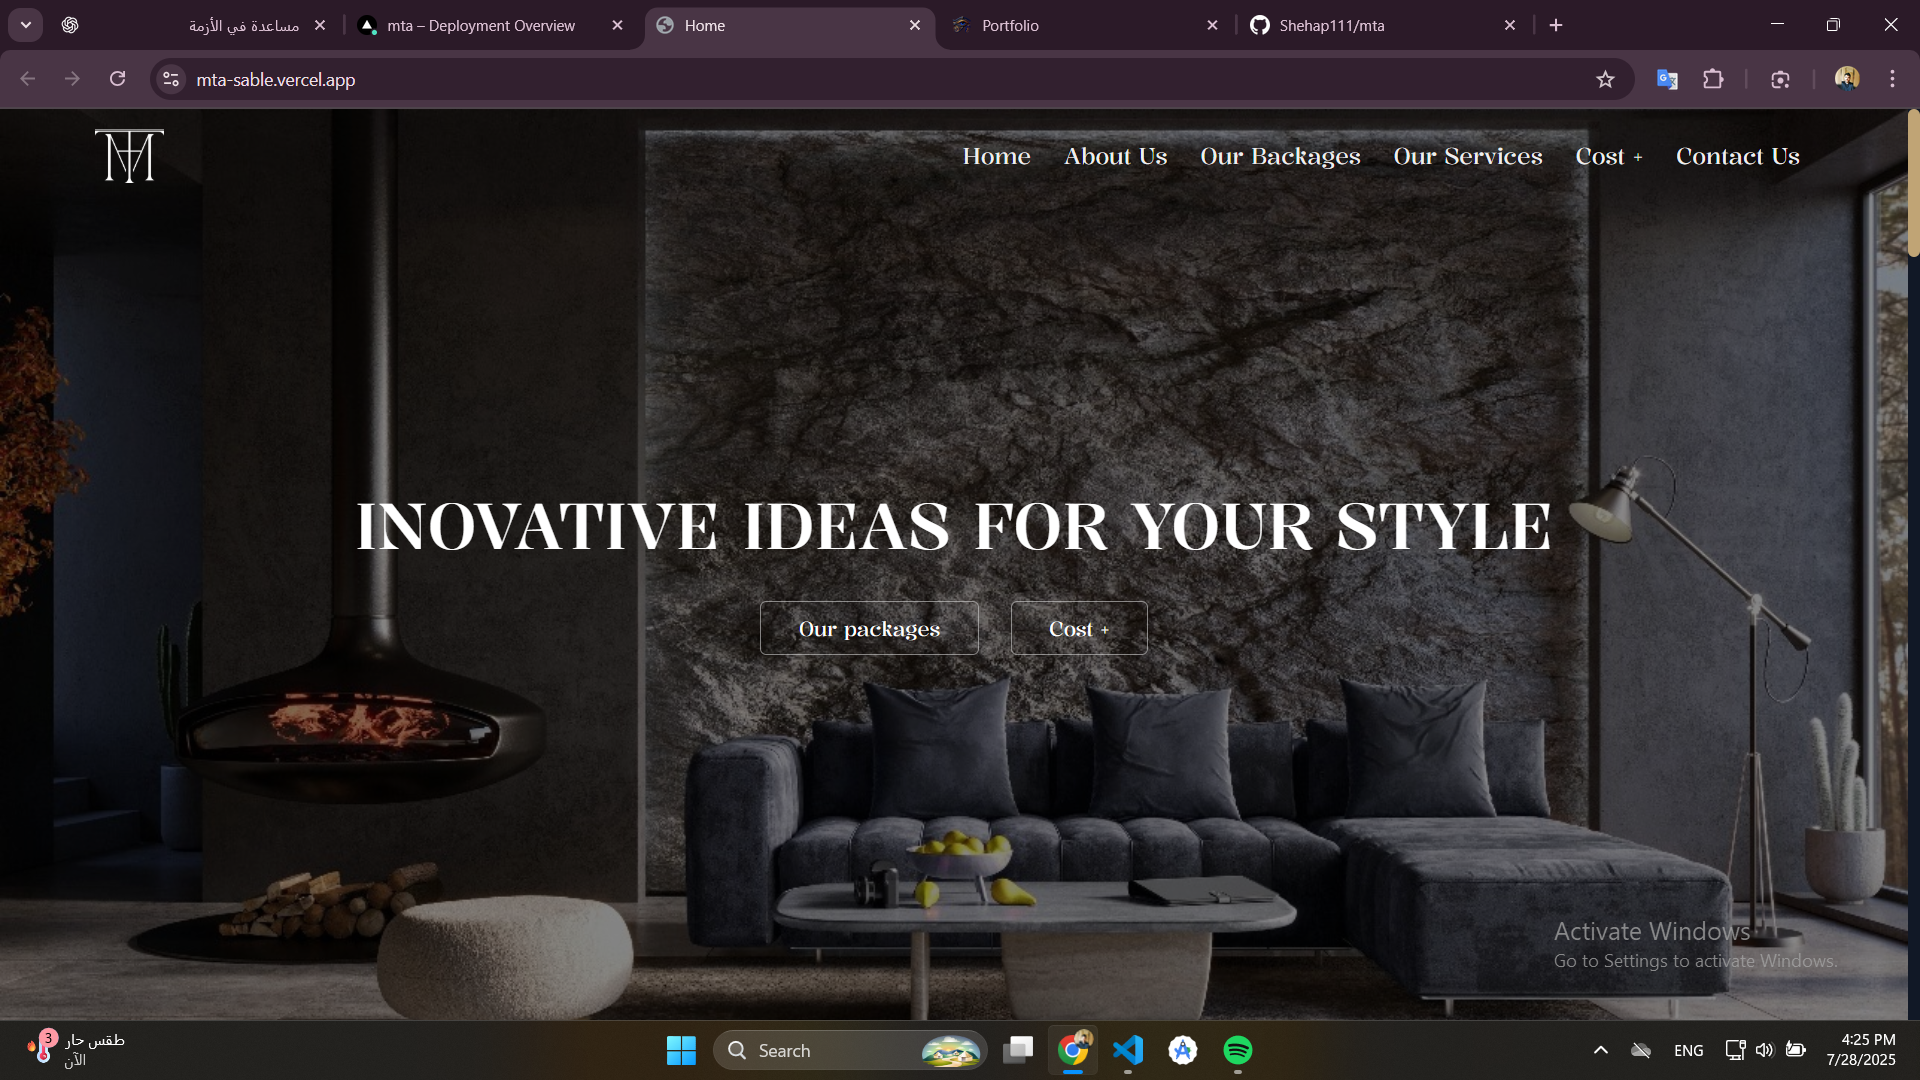 مساعدة في الأزمة
mta – Deployment Overview
Home
Portfolio
Shehap111/mta
mta-sable.vercel.app
Home
About Us
Our Backages
Our Services
Cost +
Contact Us
INOVATIVE IDEAS FOR YOUR STYLE
Our packages
Cost +
Activate Windows
Go to Settings to activate Windows.
3
طقس حار
الآن
Search
ENG
4:25 PM
7/28/2025